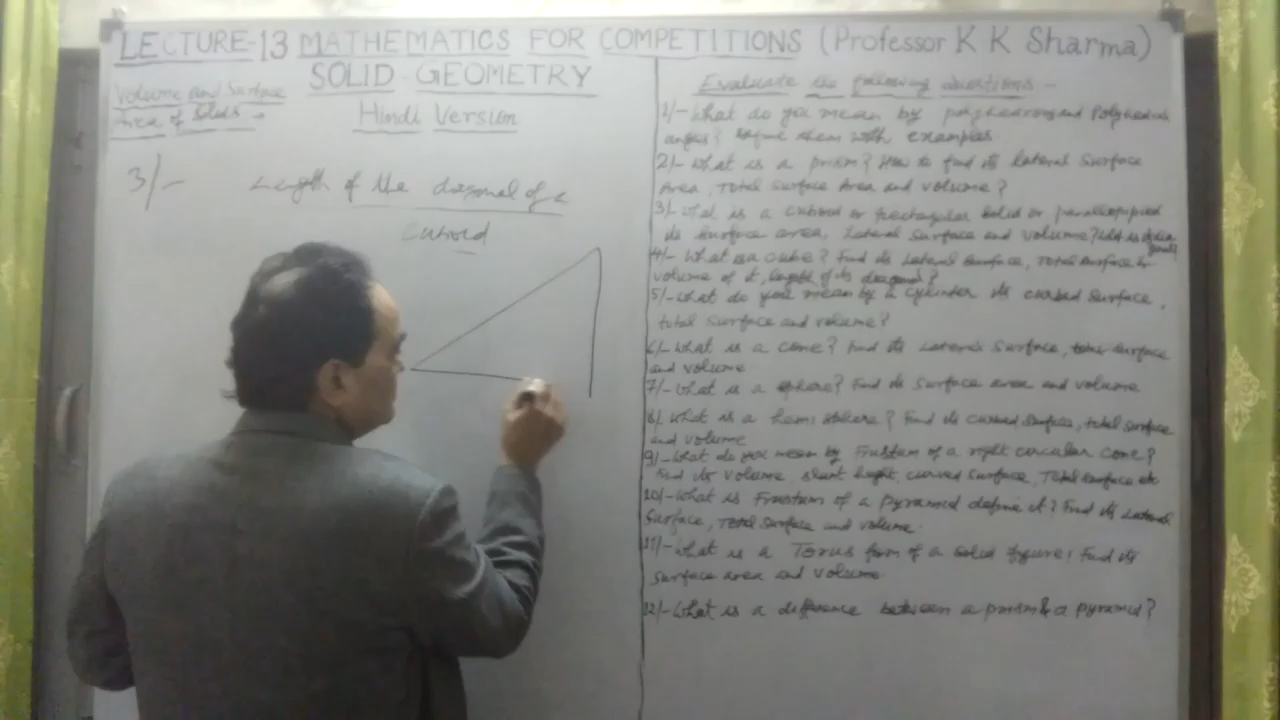 LECTURE-13 MATHEMATICS FOR COMPETITIONS (Professor K K Sharma)
SOLID GEOMETRY
Volume and Surface
Area of Solids
Hindi Version
3/- Length of the diagonal of a
Cuboid
Evaluate the following questions -
1/- What do you mean by and Polyhedral
angles? Define them with examples
2/- What is a prism? How to find its lateral Surface
Area, Total Surface Area and volume?
3/- What is a cuboid or rectangular solid or
its surface area, Lateral Surface and volume?
4/- What is a cube? Find its Lateral Surface, Total surface &
volume of it, length of its diagonal?
5/- What do you mean by a cylinder its curved surface,
total surface and volume?
6/- What is a cone? Find its Lateral Surface, total surface
and volume
7/- What is a sphere? Find its surface area and volume
8/- What is a hemi sphere? Find its curved surface, total surface
and volume
9/- What do you mean by Frustum of a right circular cone?
Find its volume, slant height, curved surface, Total surface etc
10/- What is Frustum of a pyramid define it? Find its Lateral
Surface, Total Surface and volume.
11/- What is a Torus form of a solid figure, Find its
surface area and volume
12/- What is a difference between a prism & a pyramid?